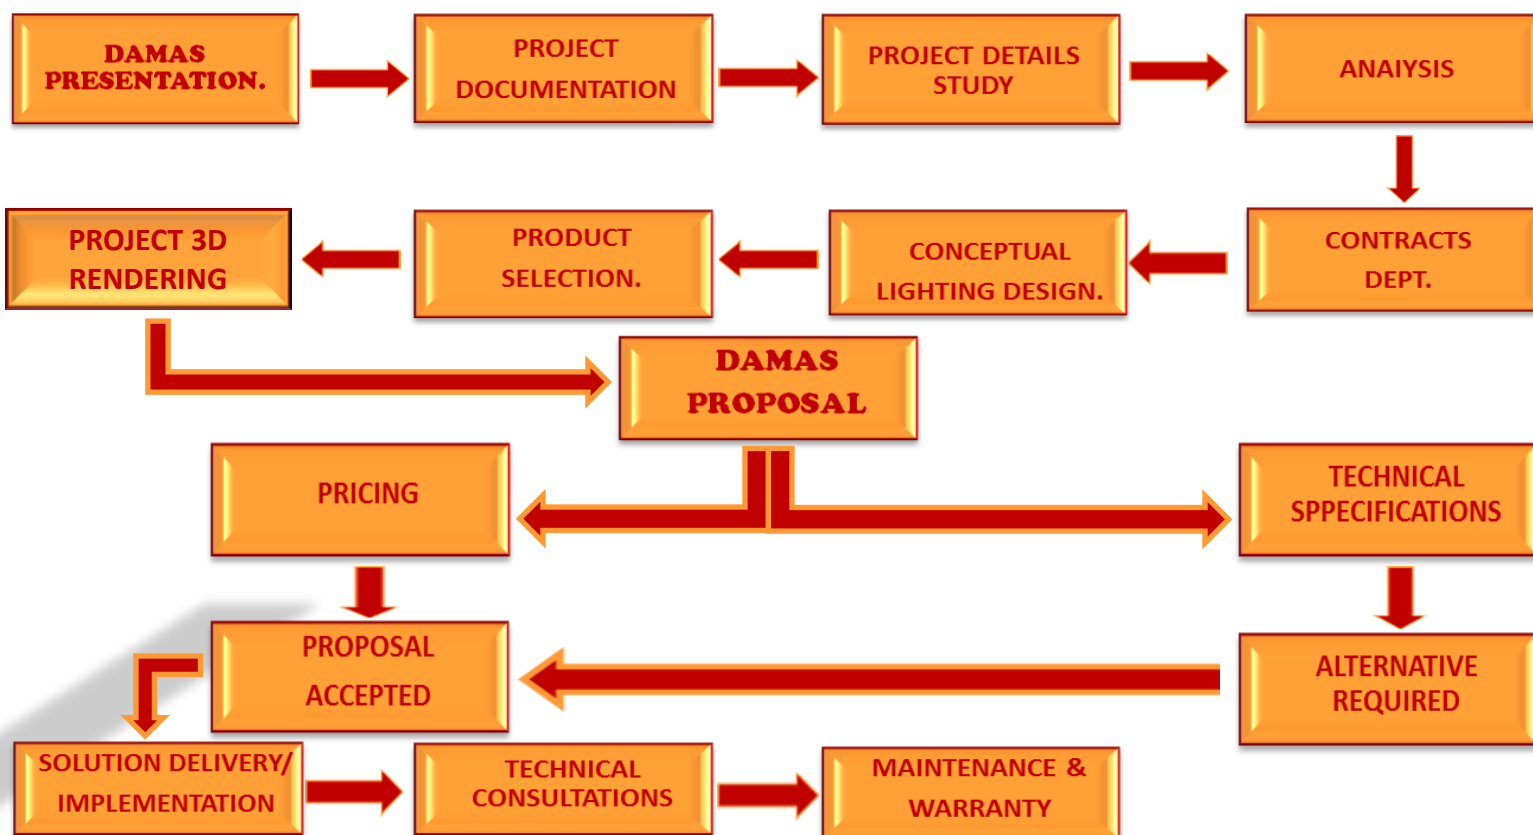 DAMAS
PRESENTATION.
PROJECT
DOCUMENTATION
PROJECT DETAILS
STUDY
ANAIYSIS
PROJECT 3D
RENDERING
PRODUCT
SELECTION.
CONCEPTUAL
LIGHTING DESIGN.
CONTRACTS
DEPT.
DAMAS
PROPOSAL
PRICING
TECHNICAL
SPPECIFICATIONS
PROPOSAL
ACCEPTED
ALTERNATIVE
REQUIRED
SOLUTION DELIVERY/
IMPLEMENTATION
TECHNICAL
CONSULTATIONS
MAINTENANCE &
WARRANTY